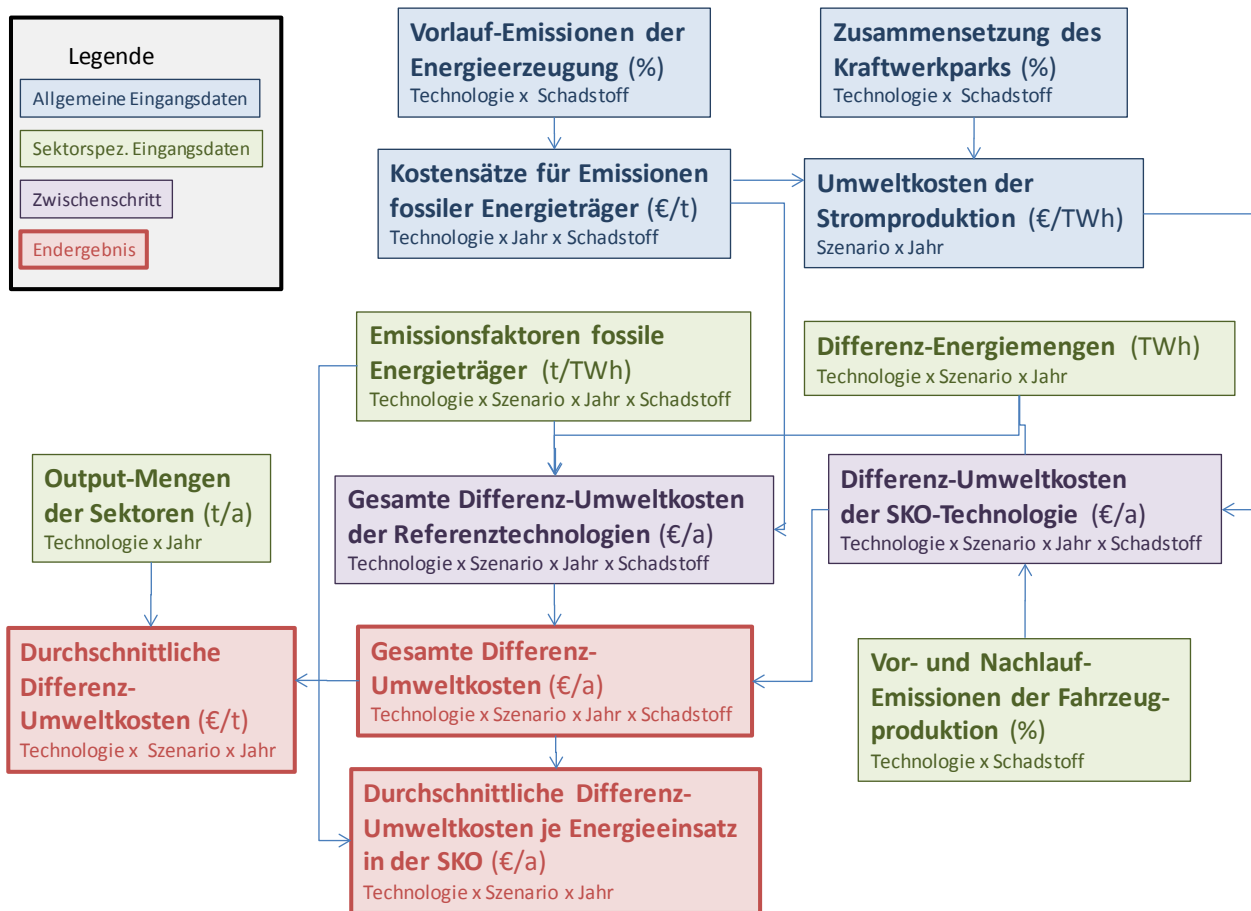 Legende
Allgemeine Eingangsdaten
Sektorspez. Eingangsdaten
Zwischenschritt
Endergebnis
Vorlauf-Emissionen der
Energieerzeugung (%)
Technologie x Schadstoff
Zusammensetzung des
Kraftwerkparks (%)
Technologie x Schadstoff
Kostensätze für Emissionen
fossiler Energieträger (€/t)
Technologie x Jahr x Schadstoff
Umweltkosten der
Stromproduktion (€/TWh)
Szenario x Jahr
Emissionsfaktoren fossile
Energieträger (t/TWh)
Technologie x Szenario x Jahr x Schadstoff
Differenz-Energiemengen (TWh)
Technologie x Szenario x Jahr
Output-Mengen
der Sektoren (t/a)
Technologie x Jahr
Gesamte Differenz-Umweltkosten
der Referenztechnologien (€/a)
Technologie x Szenario x Jahr x Schadstoff
Differenz-Umweltkosten
der SKO-Technologie (€/a)
Technologie x Szenario x Jahr x Schadstoff
Durchschnittliche
Differenz-
Umweltkosten (€/t)
Technologie x Szenario x Jahr
Gesamte Differenz-
Umweltkosten (€/a)
Technologie x Szenario x Jahr x Schadstoff
Vor- und Nachlauf-
Emissionen der Fahrzeug-
produktion (%)
Technologie x Schadstoff
Durchschnittliche Differenz-
Umweltkosten je Energieeinsatz
in der SKO (€/a)
Technologie x Szenario x Jahr